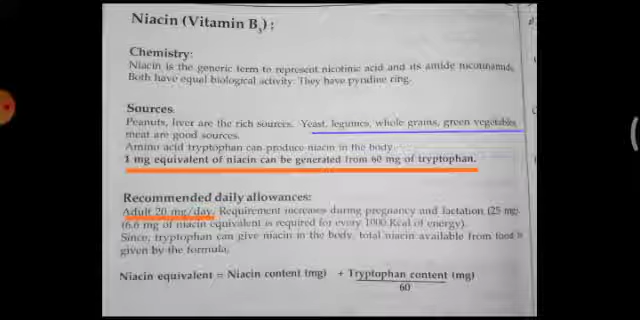 Niacin (Vitamin B3) :
Chemistry:
Niacin is the generic term to represent nicotinic acid and its amide nicotinamide.
Both have equal biological activity. They have pyridine ring.
Sources.
Peanuts, liver are the rich sources. Yeast, legumes, whole grains, green vegetables,
meat are good sources.
Amino acid tryptophan can produce niacin in the body.
1 mg equivalent of niacin can be generated from 60 mg of tryptophan.
Recommended daily allowances:
Adult 20 mg/day. Requirement increases during pregnancy and lactation (25 mg)
(6.6 mg of niacin equivalent is required for every 1000 Kcal of energy).
Since, tryptophan can give niacin in the body, total niacin available from food is
given by the formula,
Niacin equivalent = Niacin content (mg) + Tryptophan content (mg)
60